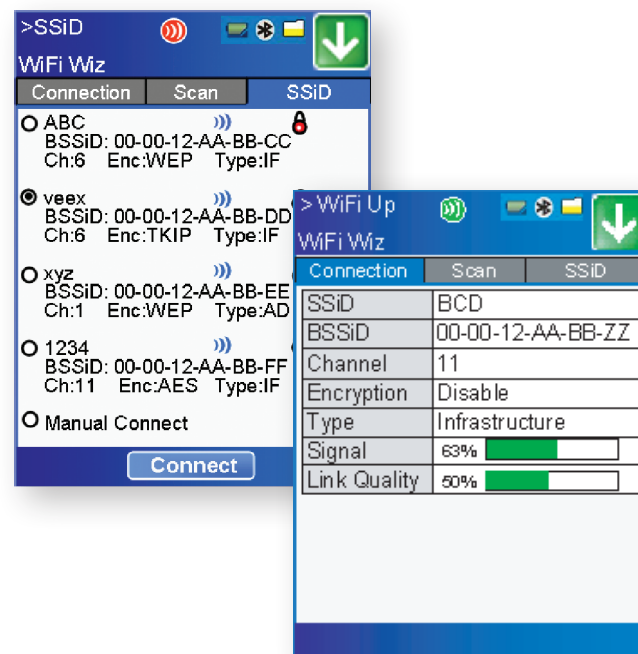 >SSiD
WiFi Wiz
Connection Scan SSiD
ABC
BSSiD: 00-00-12-AA-BB-CC
Ch:6 Enc:WEP Type:IF
veex
BSSiD: 00-00-12-AA-BB-DD
Ch:6 Enc:TKIP Type:IF
xyz
BSSiD: 00-00-12-AA-BB-EE
Ch:1 Enc:WEP Type:AD
1234
BSSiD: 00-00-12-AA-BB-FF
Ch:11 Enc:AES Type:IF
Manual Connect
Connect
>WiFi Up
WiFi Wiz
Connection Scan SSiD
SSiD BCD
BSSiD 00-00-12-AA-BB-ZZ
Channel 11
Encryption Disable
Type Infrastructure
Signal 63%
Link Quality 50%